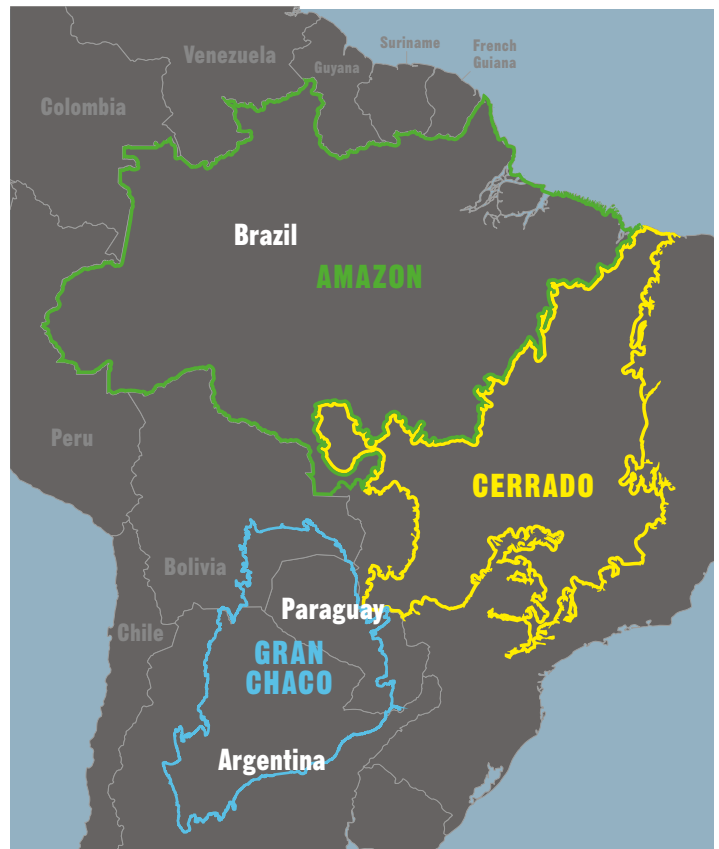 Suriname
French
Guiana
Venezuela
Guyana
Colombia
Brazil
AMAZON
Peru
CERRADO
Bolivia
Paraguay
Chile
GRAN
CHACO
Argentina